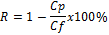 R = 1 − Cp/Cf x100%